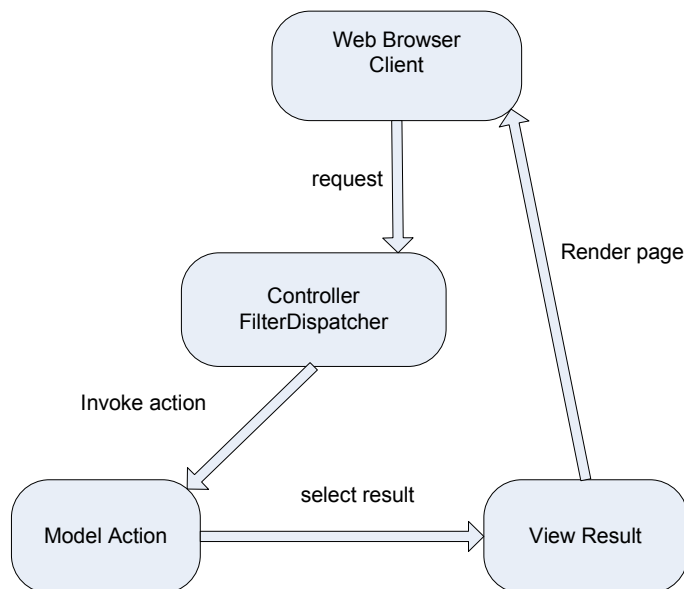 Web Browser
Client
request
Render page
Controller
FilterDispatcher
Invoke action
select result
Model Action
View Result